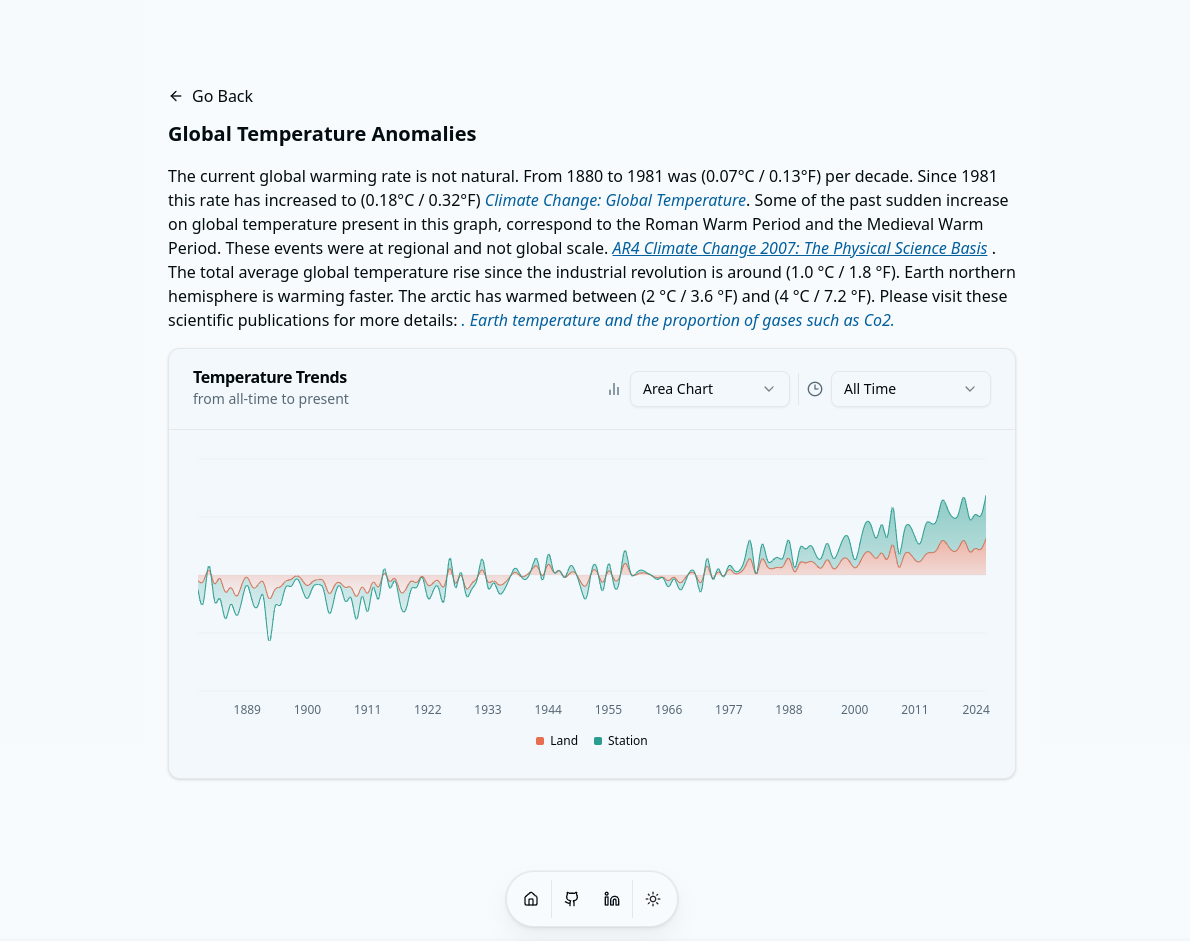 Go Back
Global Temperature Anomalies
The current global warming rate is not natural. From 1880 to 1981 was (0.07°C / 0.13°F) per decade. Since 1981
this rate has increased to (0.18°C / 0.32°F) Climate Change: Global Temperature. Some of the past sudden increase
on global temperature present in this graph, correspond to the Roman Warm Period and the Medieval Warm
Period. These events were at regional and not global scale. AR4 Climate Change 2007: The Physical Science Basis .
The total average global temperature rise since the industrial revolution is around (1.0 °C / 1.8 °F). Earth northern
hemisphere is warming faster. The arctic has warmed between (2 °C / 3.6 °F) and (4 °C / 7.2 °F). Please visit these
scientific publications for more details: . Earth temperature and the proportion of gases such as Co2.
Temperature Trends
from all-time to present
Area Chart
All Time
1889 1900 1911 1922 1933 1944 1955 1966 1977 1988 2000 2011 2024
Land Station